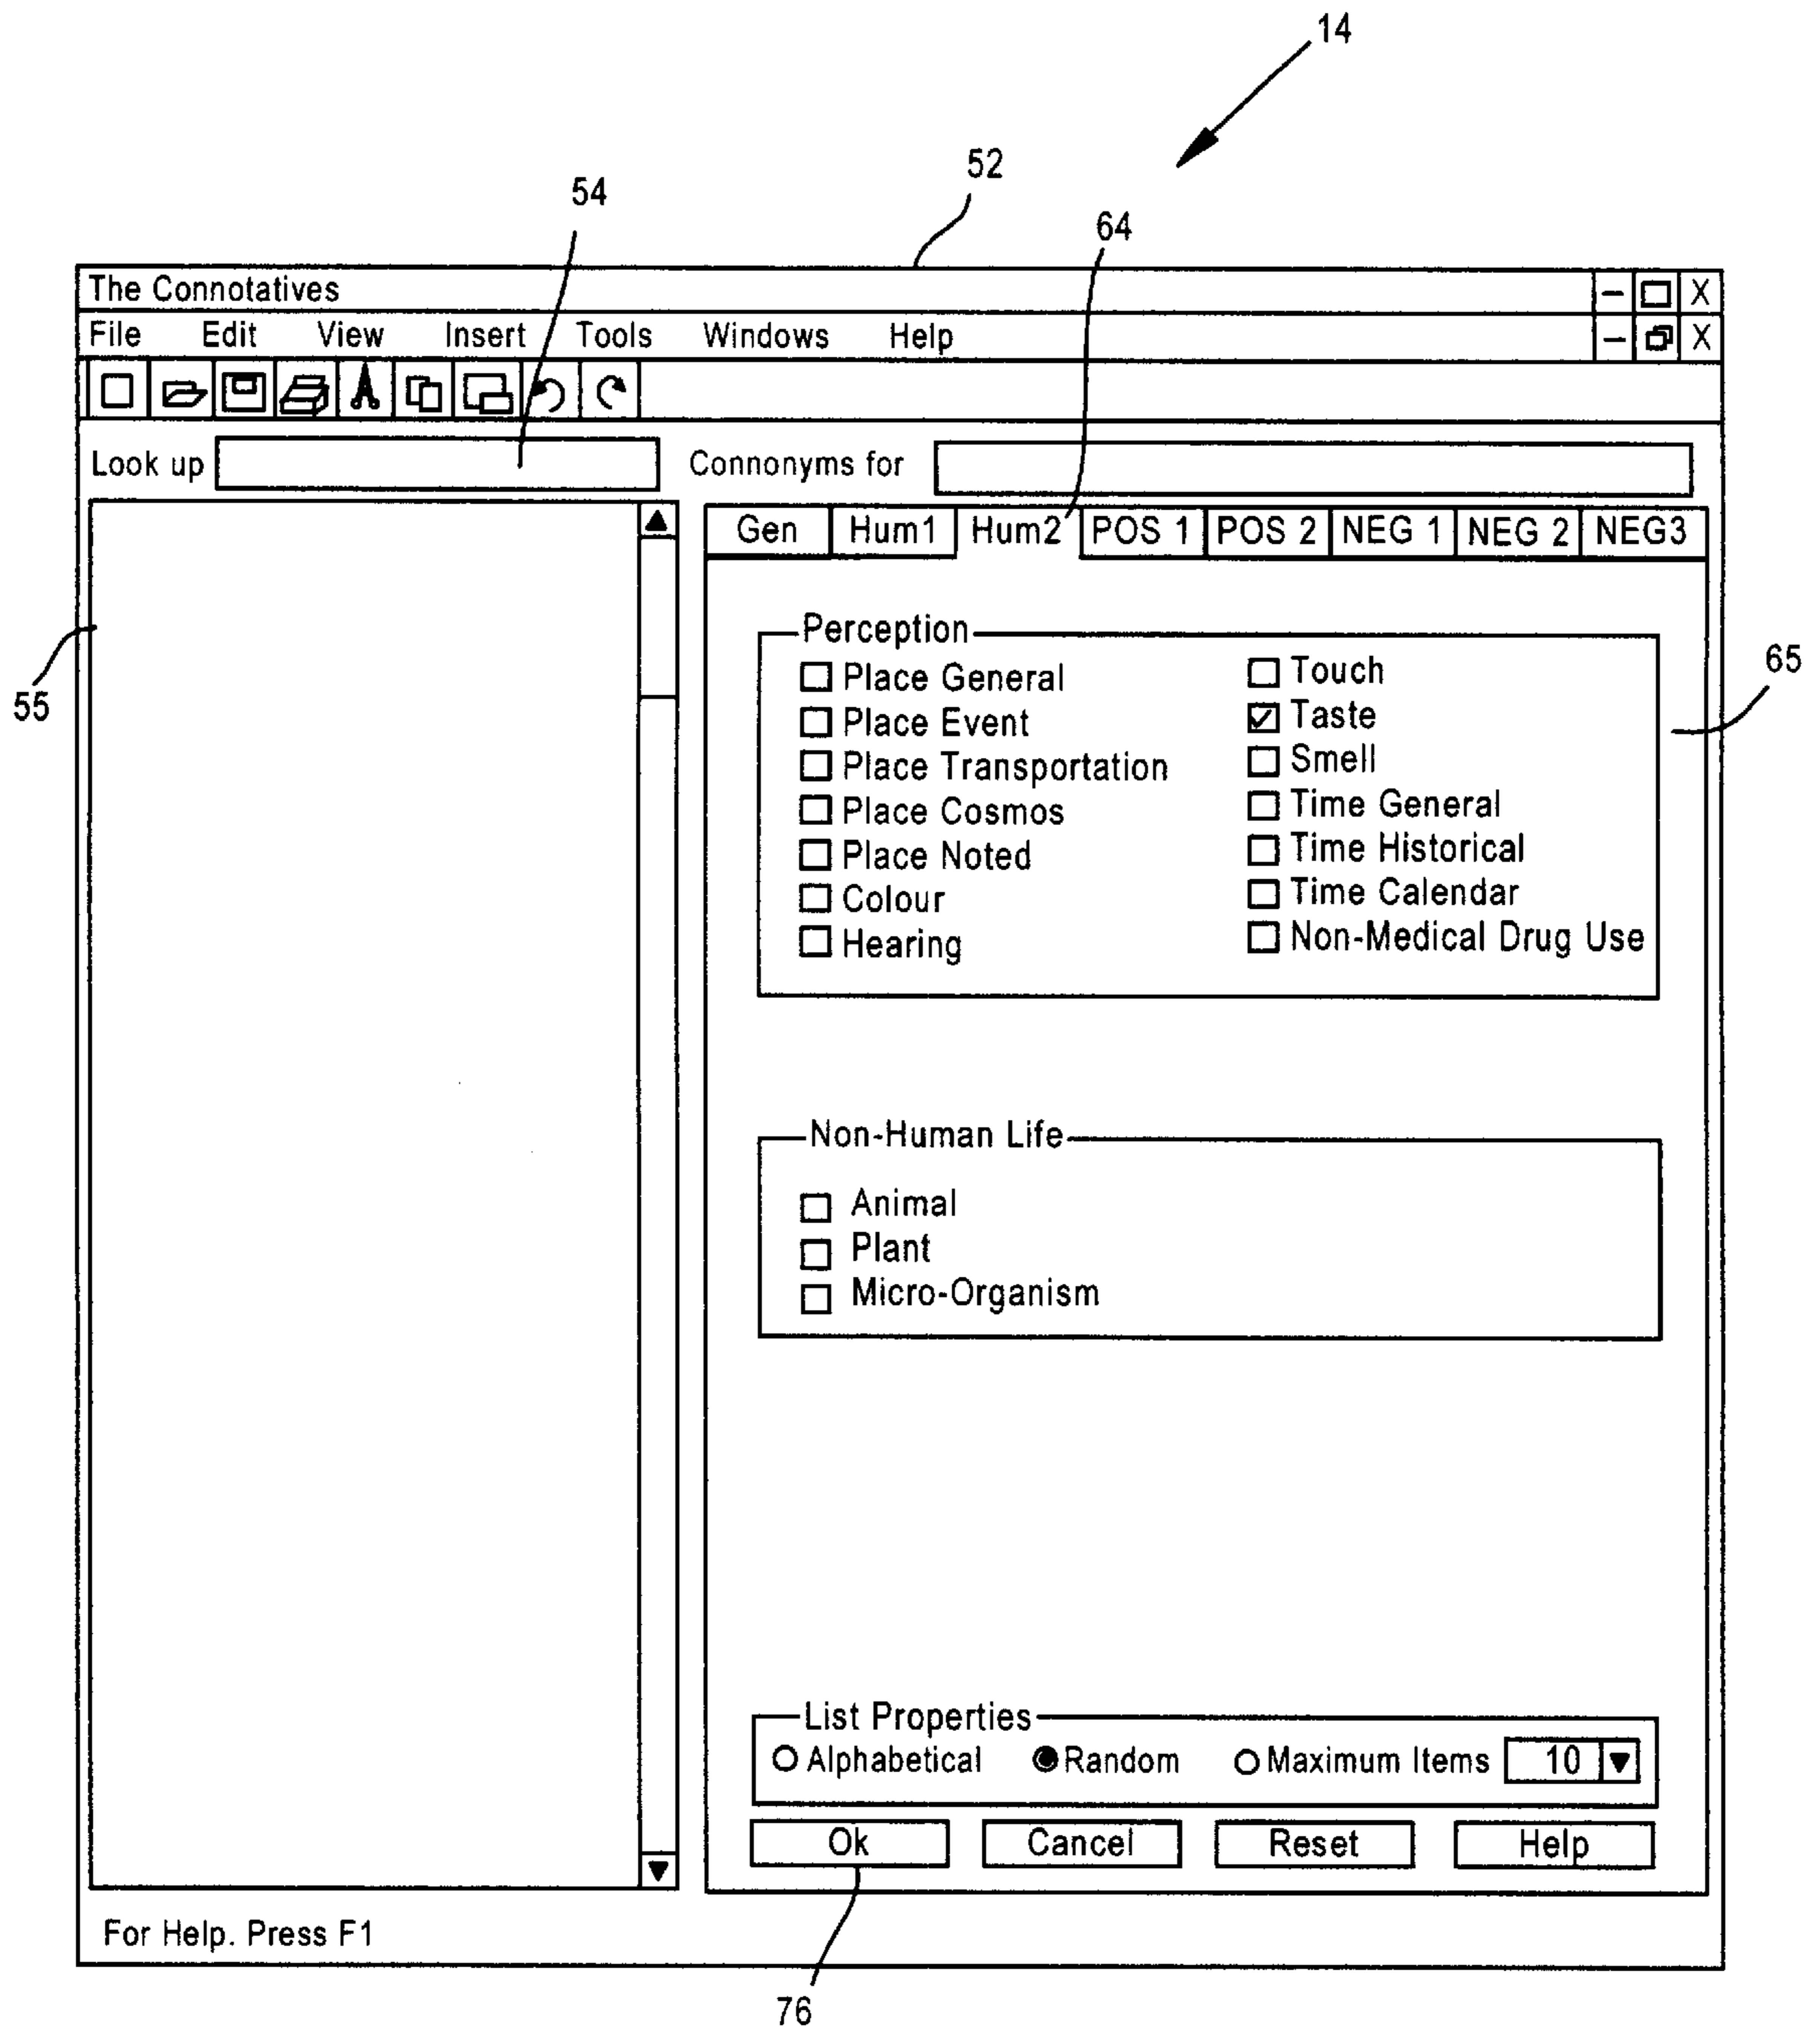 14
52
54
64
The Connotatives
X
File Edit View Insert Tools Windows Help
X
Look up Connonyms for
Gen Hum1 Hum2 POS 1 POS 2 NEG 1 NEG 2 NEG3
55
65
Perception
Place General
Place Event
Place Transportation
Place Cosmos
Place Noted
Colour
Hearing
Touch
Taste
Smell
Time General
Time Historical
Time Calendar
Non-Medical Drug Use
Non-Human Life
Animal
Plant
Micro-Organism
List Properties
Alphabetical Random Maximum Items 10
Ok Cancel Reset Help
For Help. Press F1
76